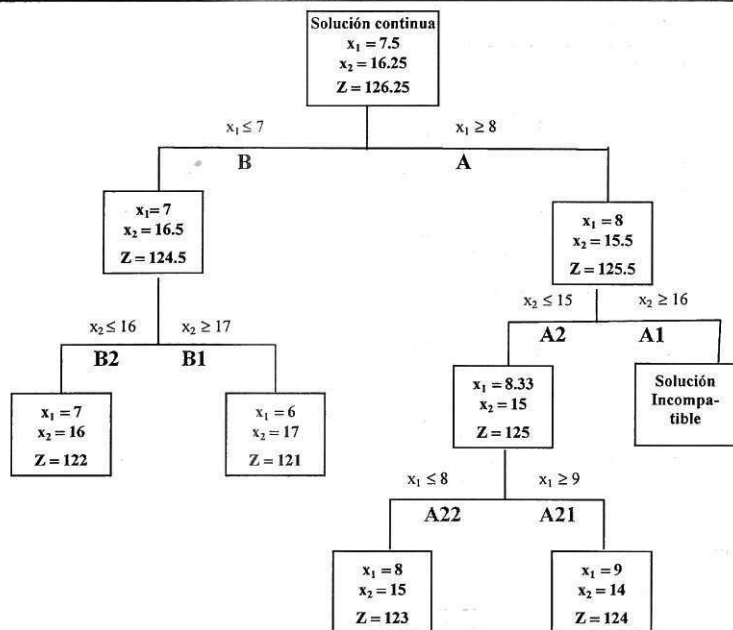 Solución continua
x₁ = 7.5
x₂ = 16.25
Z = 126.25
x₁ ≤ 7
x₁ ≥ 8
B
A
x₁= 7
x₂ = 16.5
Z = 124.5
x₁ = 8
x₂ = 15.5
Z = 125.5
x₂ ≤ 16
x₂ ≥ 17
B2
B1
x₂ ≤ 15
x₂ ≥ 16
A2
A1
x₁ = 7
x₂ = 16
Z = 122
x₁ = 6
x₂ = 17
Z = 121
x₁ = 8.33
x₂ = 15
Z = 125
Solución
Incompa-
tible
x₁ ≤ 8
x₁ ≥ 9
A22
A21
x₁ = 8
x₂ = 15
Z = 123
x₁ = 9
x₂ = 14
Z = 124